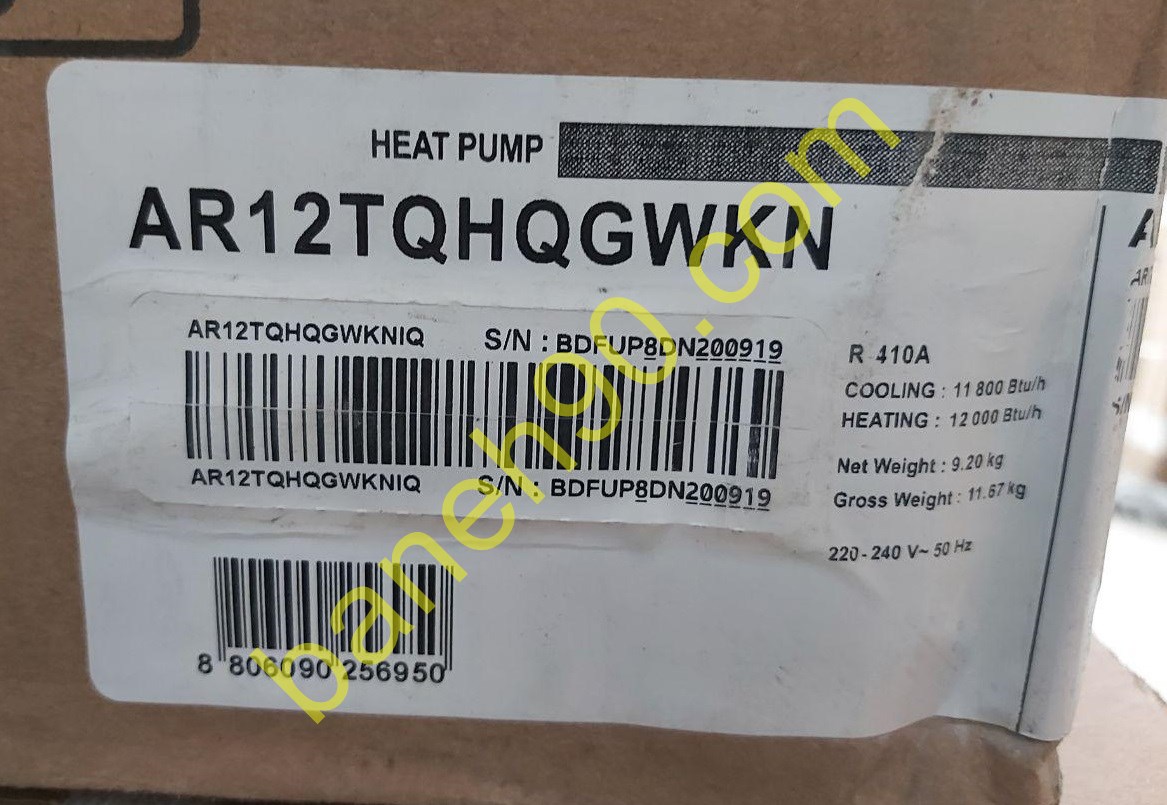 HEAT PUMP
AR12TQHQGWKN
AR12TQHQGWKNIQ S/N : BDFUP8DN200919
AR12TQHQGWKNIQ S/N : BDFUP8DN200919
R 410A
COOLING : 11 800 Btu/h
HEATING : 12 000 Btu/h
Net Weight : 9.20 kg
Gross Weight : 11.67 kg
220-240 V~ 50 Hz
8 806090 256950
baneh90.com